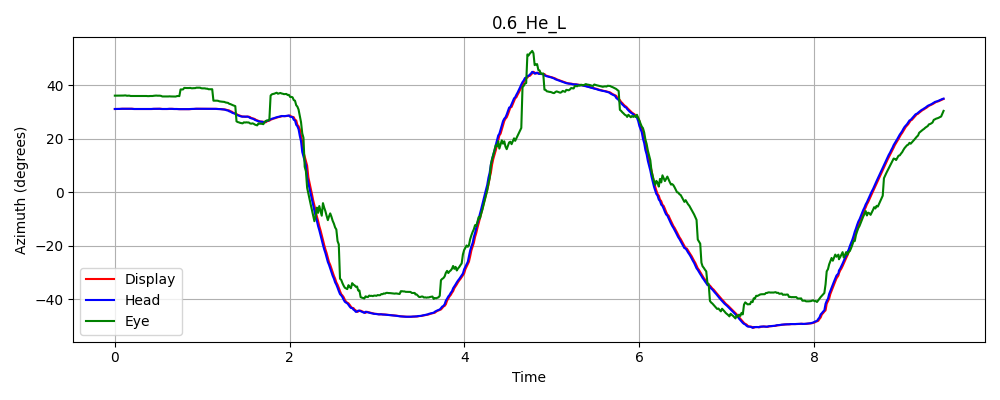 0.6_He_L
Azimuth (degrees)
40
20
0
−20
−40
Display
Head
Eye
0 2 4 6 8
Time